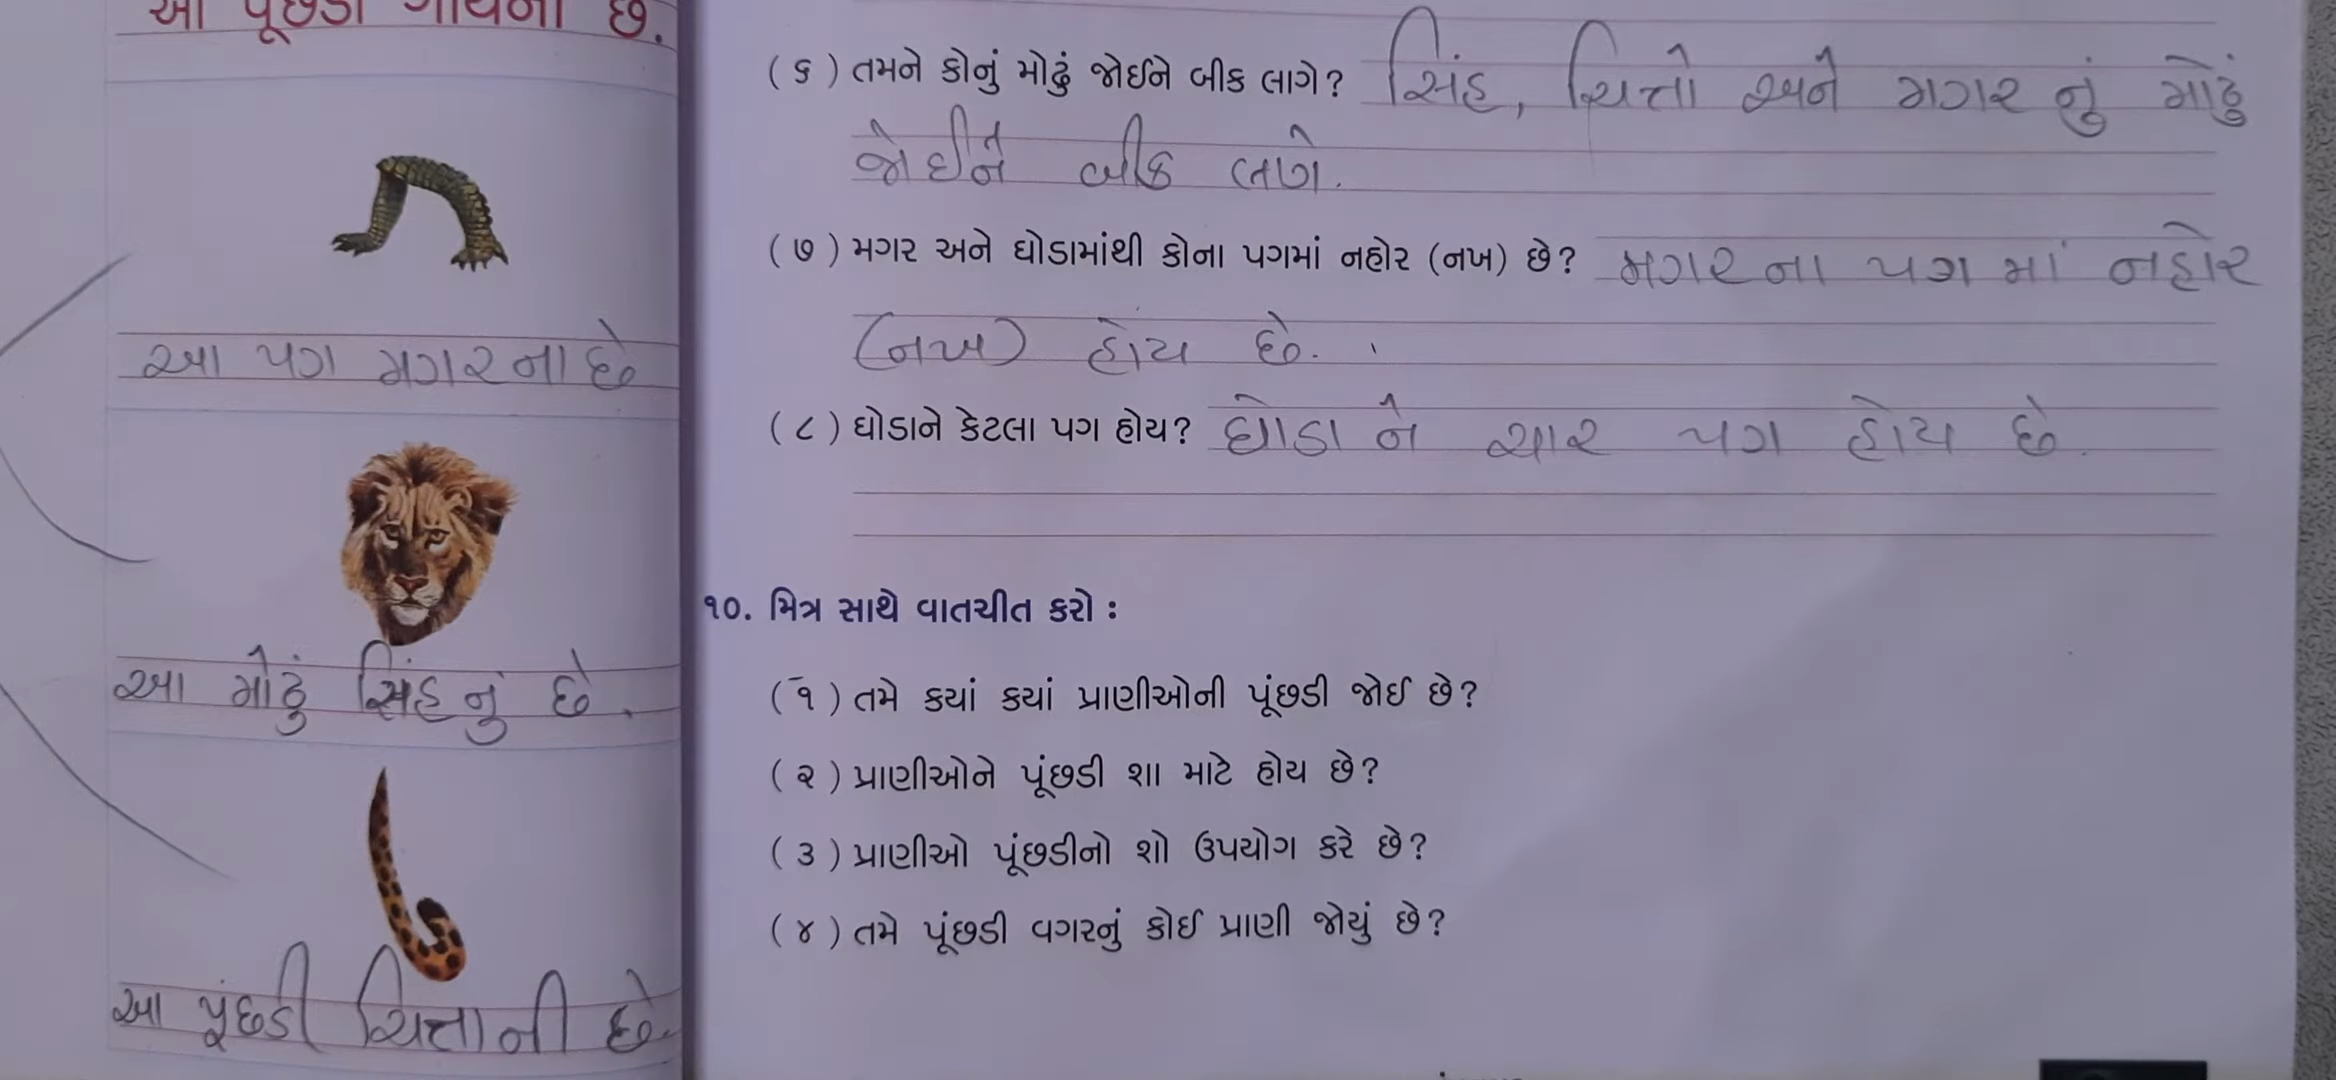 આ પૂંછડી ગાયની છે.
આ પગ મગરના છે
આ મોઢું સિંહનું છે.
આ પૂંછડી ચિત્તાની છે.
(૬) તમને કોનું મોઢું જોઈને બીક લાગે? સિંહ, ચિત્તો અને મગર નું મોઢું
જોઈને બીક લાગે.
(૭) મગર અને ઘોડામાંથી કોના પગમાં નહોર (નખ) છે? મગરના પગ માં નહોર
(નખ) હોય છે.
(૮) ઘોડાને કેટલા પગ હોય? ઘોડા ને ચાર પગ હોય છે.
૧૦. મિત્ર સાથે વાતચીત કરો :
(૧) તમે કયાં કયાં પ્રાણીઓની પૂંછડી જોઈ છે?
(૨) પ્રાણીઓને પૂંછડી શા માટે હોય છે?
(૩) પ્રાણીઓ પૂંછડીનો શો ઉપયોગ કરે છે?
(૪) તમે પૂંછડી વગરનું કોઈ પ્રાણી જોયું છે?